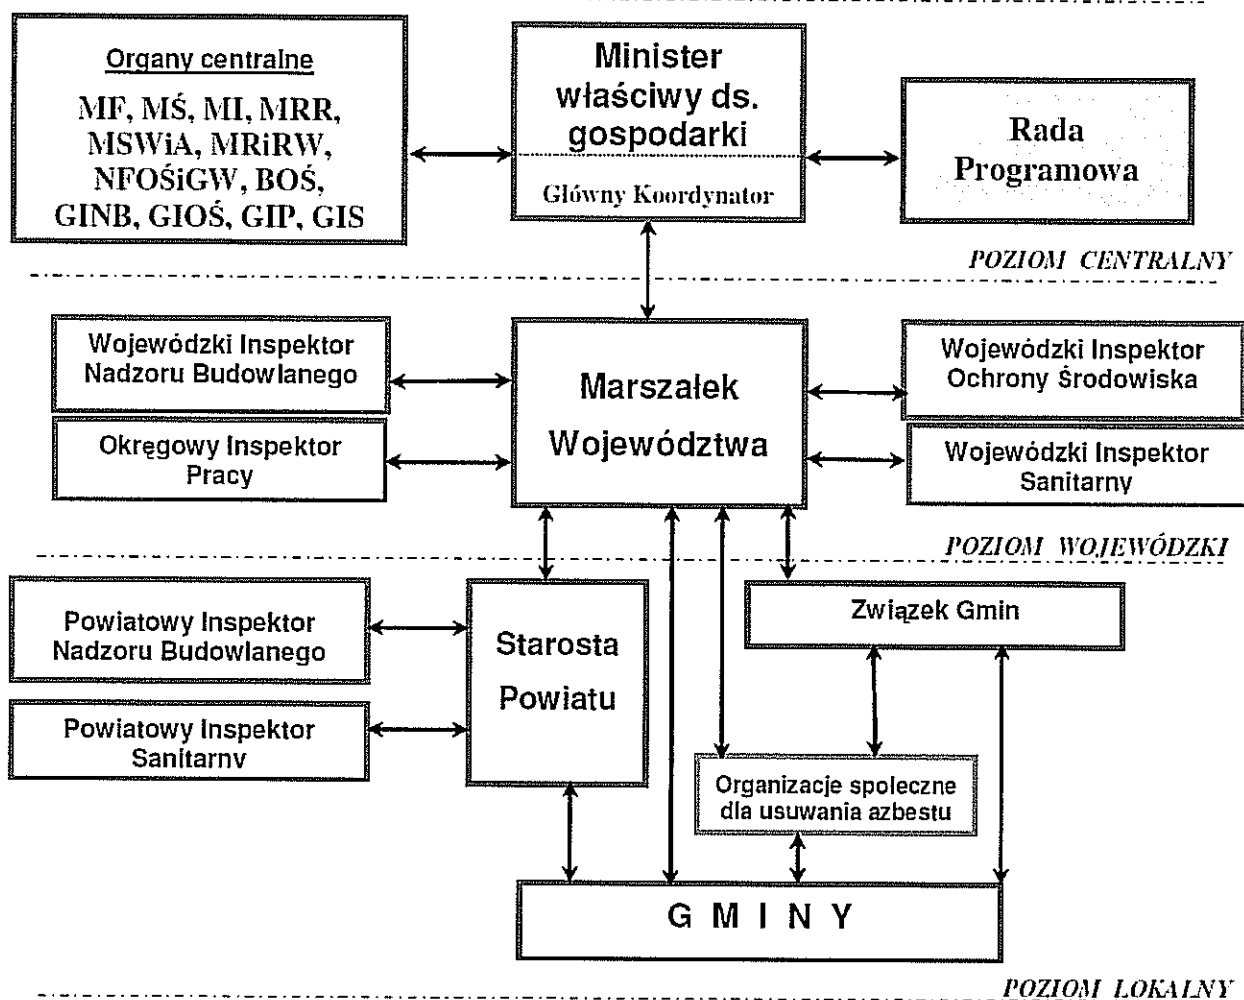 Organy centralne
MF, MŚ, MI, MRR,
MSWiA, MRiRW,
NFOŚiGW, BOŚ,
GINB, GIOŚ, GIP, GIS
Minister
właściwy ds.
gospodarki
Główny Koordynator
Rada
Programowa
POZIOM CENTRALNY
Wojewódzki Inspektor
Nadzoru Budowlanego
Okręgowy Inspektor
Pracy
Marszałek
Województwa
Wojewódzki Inspektor
Ochrony Środowiska
Wojewódzki Inspektor
Sanitarny
POZIOM WOJEWÓDZKI
Powiatowy Inspektor
Nadzoru Budowlanego
Powiatowy Inspektor
Sanitarny
Starosta
Powiatu
Związek Gmin
Organizacje społeczne
dla usuwania azbestu
G M I N Y
POZIOM LOKALNY